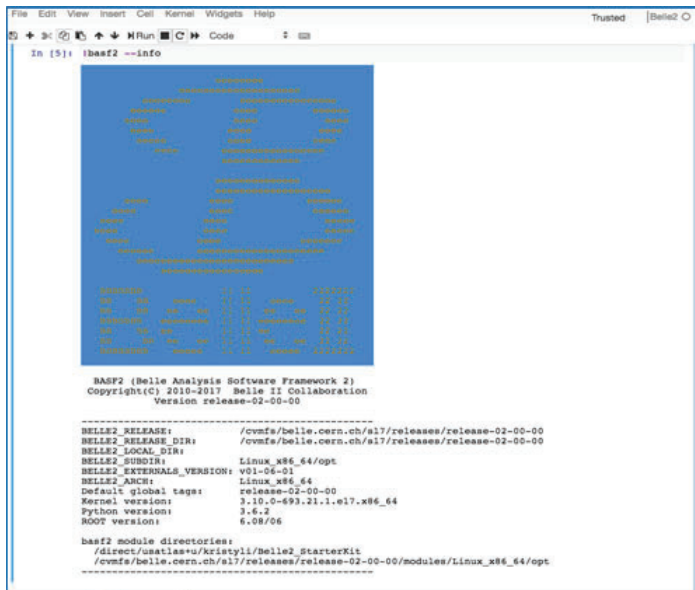 File Edit View Insert Cell Kernel Widgets Help
Trusted Belle2
Run Code
In [5]: !basf2 --info
BASF2 (Belle Analysis Software Framework 2)
Copyright(C) 2010-2017 Belle II Collaboration
Version release-02-00-00
------------------------------------------------
BELLE2_RELEASE: /cvmfs/belle.cern.ch/sl7/releases/release-02-00-00
BELLE2_RELEASE_DIR: /cvmfs/belle.cern.ch/sl7/releases/release-02-00-00
BELLE2_LOCAL_DIR:
BELLE2_SUBDIR: Linux_x86_64/opt
BELLE2_EXTERNALS_VERSION: v01-06-01
BELLE2_ARCH: Linux_x86_64
Default global tags: release-02-00-00
Kernel version: 3.10.0-693.21.1.el7.x86_64
Python version: 3.6.2
ROOT version: 6.08/06
basf2 module directories:
/direct/usatlas+u/kristyli/Belle2_StarterKit
/cvmfs/belle.cern.ch/sl7/releases/release-02-00-00/modules/Linux_x86_64/opt
------------------------------------------------